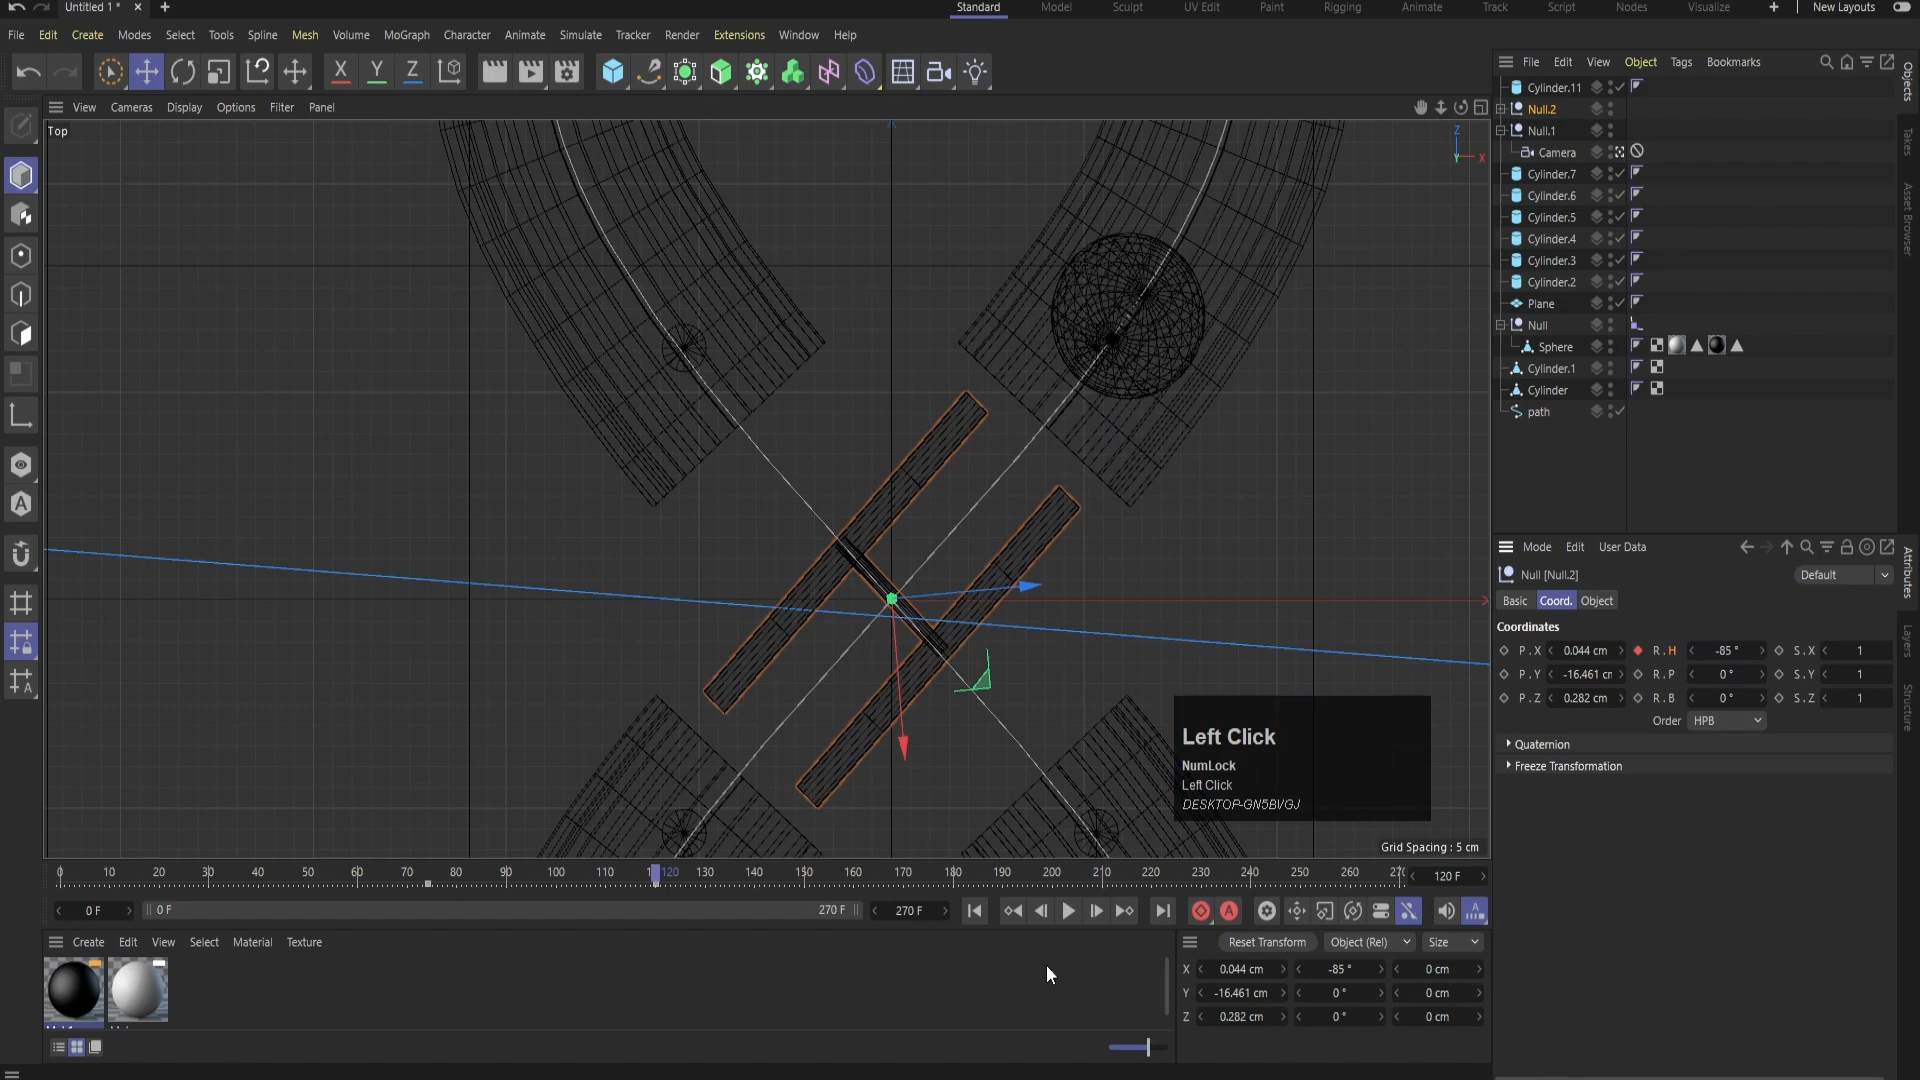 Untitled 1 *
Standard Model Sculpt UV Edit Paint Rigging Animate Track Script Nodes Visualize New Layouts
File Edit Create Modes Select Tools Spline Mesh Volume MoGraph Character Animate Simulate Tracker Render Extensions Window Help
X Y Z
File Edit View Object Tags Bookmarks
View Cameras Display Options Filter Panel
Top
Z
Y X
Cylinder.11
Null.2
Null.1
Camera
Cylinder.7
Cylinder.6
Cylinder.5
Cylinder.4
Cylinder.3
Cylinder.2
Plane
Null
Sphere
Cylinder.1
Cylinder
path
Objects
Takes
Asset Browser
Mode Edit User Data
Null [Null.2]
Default
Basic Coord. Object
Coordinates
P.X 0.044 cm R.H -85 ° S.X 1
P.Y -16.461 cm R.P 0 ° S.Y 1
P.Z 0.282 cm R.B 0 ° S.Z 1
Order HPB
Quaternion
Freeze Transformation
Attributes
Layers
Structure
Left Click
NumLock
Left Click
DESKTOP-GN5BVGJ
Grid Spacing : 5 cm
0 10 20 30 40 50 60 70 80 90 100 110 120 130 140 150 160 170 180 190 200 210 220 230 240 250 260 270 120 F
0 F 0 F 270 F 270 F
Create Edit View Select Material Texture
Reset Transform Object (Rel) Size
X 0.044 cm -85 ° 0 cm
Y -16.461 cm 0 ° 0 cm
Z 0.282 cm 0 ° 0 cm